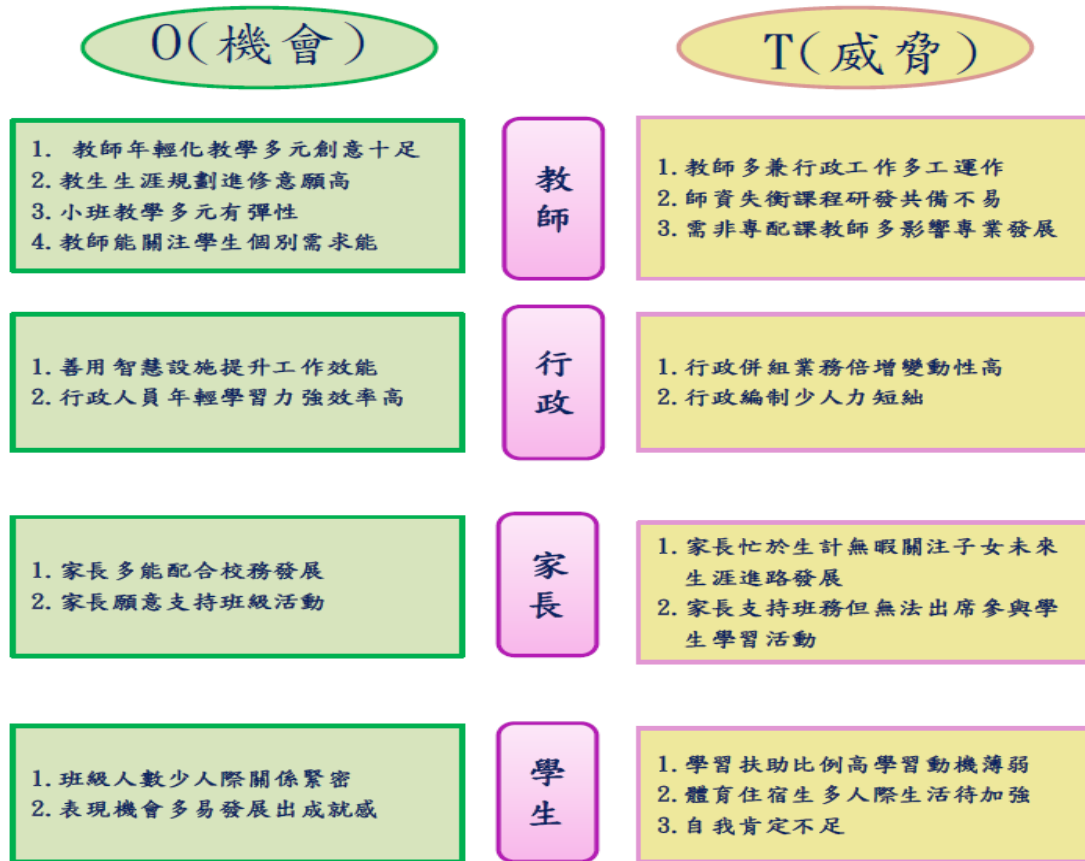 O(機會)
T(威脅)
1. 教師年輕化教學多元創意十足
2. 教生生涯規劃進修意願高
3. 小班教學多元有彈性
4. 教師能關注學生個別需求能
教師
1. 教師多兼行政工作多工運作
2. 師資失衡課程研發共備不易
3. 需非專配課教師多影響專業發展
1. 善用智慧設施提升工作效能
2. 行政人員年輕學習力強效率高
行政
1. 行政併組業務倍增變動性高
2. 行政編制少人力短絀
1. 家長多能配合校務發展
2. 家長願意支持班級活動
家長
1. 家長忙於生計無暇關注子女未來
生涯進路發展
2. 家長支持班務但無法出席參與學
生學習活動
1. 班級人數少人際關係緊密
2. 表現機會多易發展出成就感
學生
1. 學習扶助比例高學習動機薄弱
2. 體育住宿生多人際生活待加強
3. 自我肯定不足